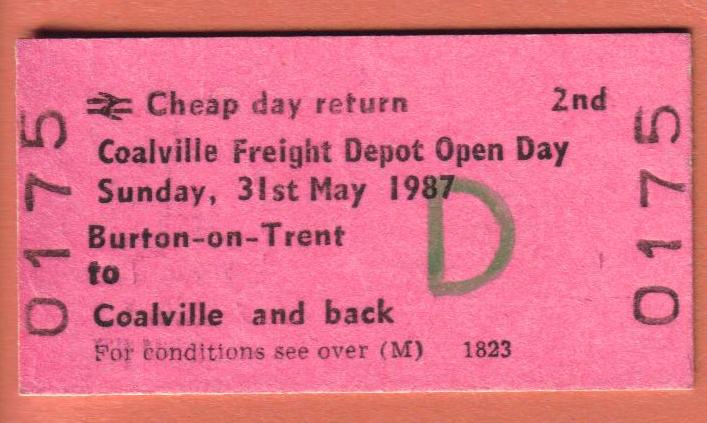 Cheap day return 2nd
Coalville Freight Depot Open Day
Sunday, 31st May 1987
D
Burton-on-Trent
to
Coalville and back
For conditions see over (M) 1823
0175
0175